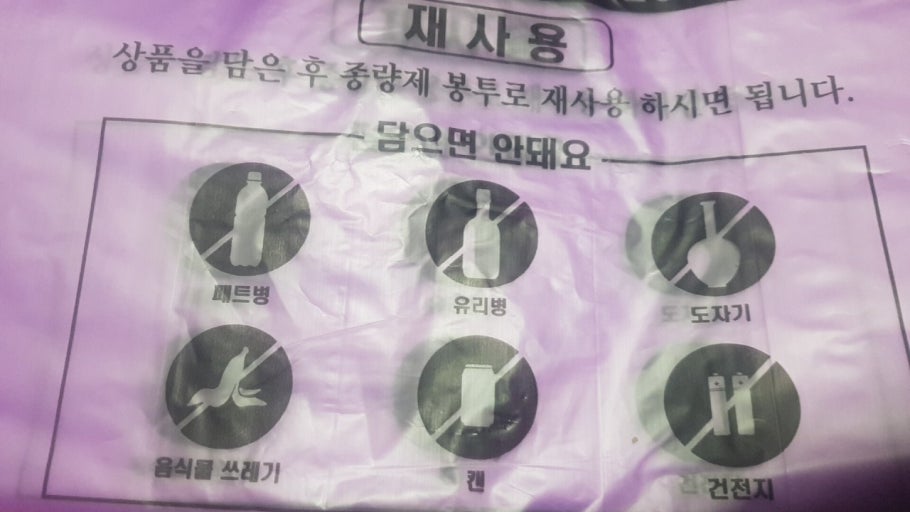 재사용
상품을 담은 후 종량제 봉투로 재사용 하시면 됩니다.
담으면 안돼요
패트병 유리병 도자기
음식물 쓰레기 캔 건전지